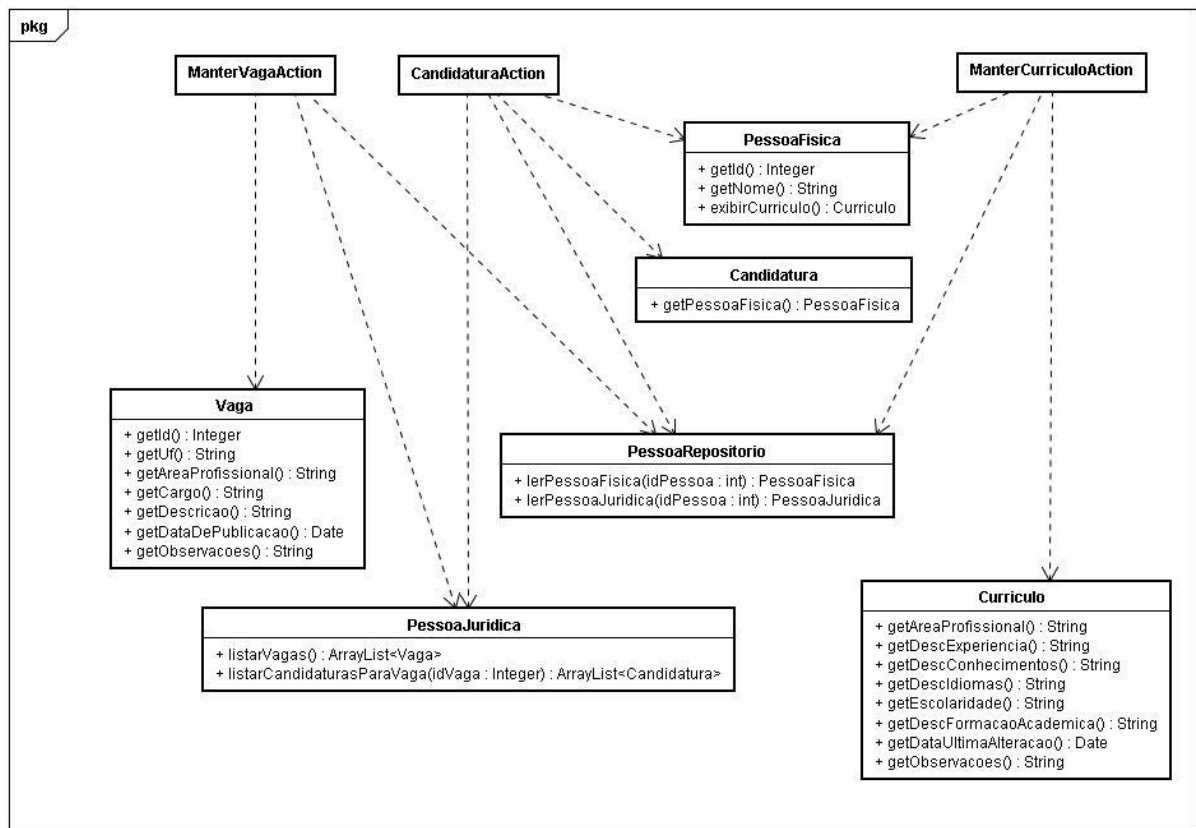 pkg
ManterVagaAction
CandidaturaAction
ManterCurriculoAction
PessoaFisica
+ getId() : Integer
+ getNome() : String
+ exibirCurriculo() : Curriculo
Candidatura
+ getPessoaFisica() : PessoaFisica
Vaga
+ getId() : Integer
+ getUf() : String
+ getAreaProfissional() : String
+ getCargo() : String
+ getDescricao() : String
+ getDataDePublicacao() : Date
+ getObservacoes() : String
PessoaRepositorio
+ lerPessoaFisica(idPessoa : int) : PessoaFisica
+ lerPessoaJuridica(idPessoa : int) : PessoaJuridica
PessoaJuridica
+ listarVagas() : ArrayList<Vaga>
+ listarCandidaturasParaVaga(idVaga : Integer) : ArrayList<Candidatura>
Curriculo
+ getAreaProfissional() : String
+ getDescExperiencia() : String
+ getDescConhecimentos() : String
+ getDescIdiomas() : String
+ getEscolaridade() : String
+ getDescFormacaoAcademica() : String
+ getDataUltimaAlteracao() : Date
+ getObservacoes() : String